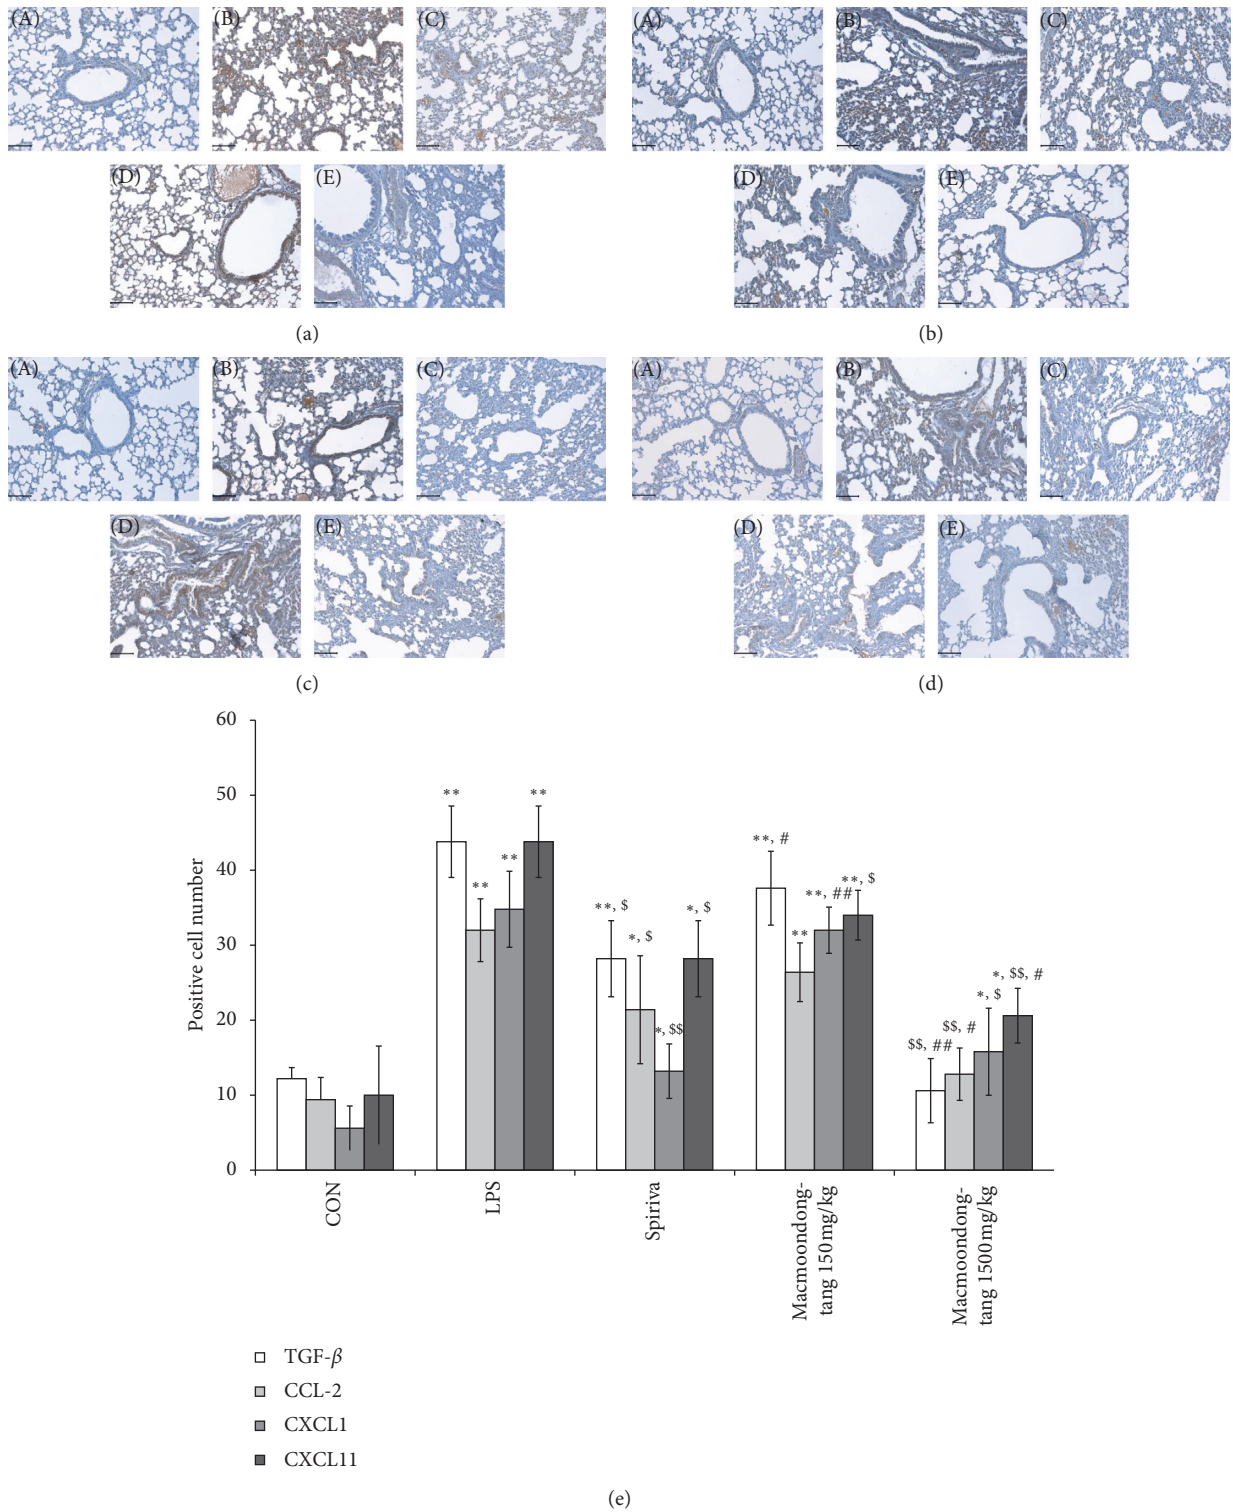 (A) (B) (C)
(D) (E)
(a)
(A) (B) (C)
(D) (E)
(b)
(A) (B) (C)
(D) (E)
(c)
(A) (B) (C)
(D) (E)
(d)
Positive cell number
60
50
40
30
20
10
0
** ** ** **
**, $ *, $ *, $$ *, $
**, # ** **, ## **, $
$$, ## $$, # *, $ *, $$, #
CON
LPS
Spiriva
Macmoondong-
tang 150 mg/kg
Macmoondong-
tang 1500 mg/kg
TGF-β
CCL-2
CXCL1
CXCL11
(e)